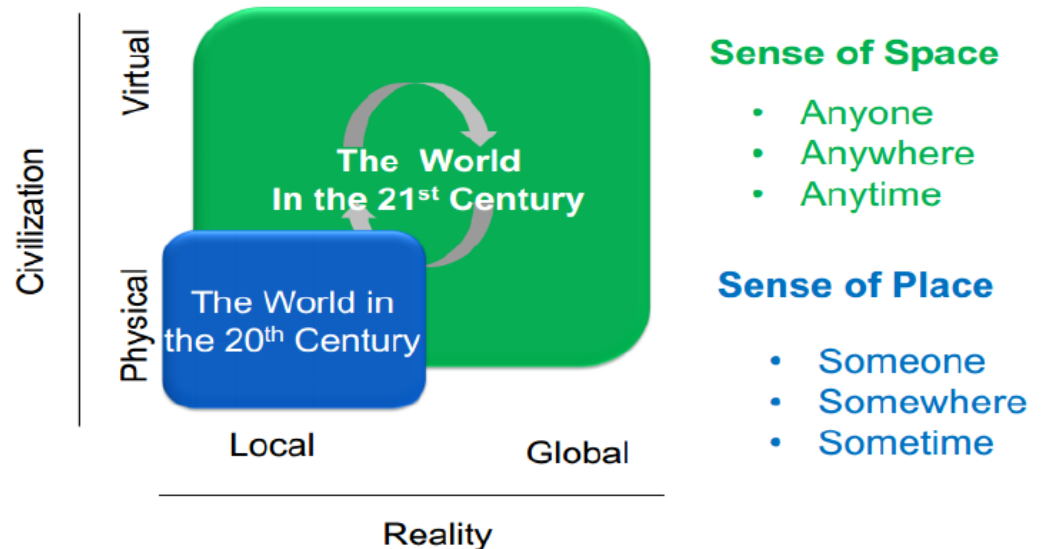 Civilization
Virtual
Physical
The World
In the 21st Century
The World in
the 20th Century
Local
Global
Reality
Sense of Space
• Anyone
• Anywhere
• Anytime
Sense of Place
• Someone
• Somewhere
• Sometime